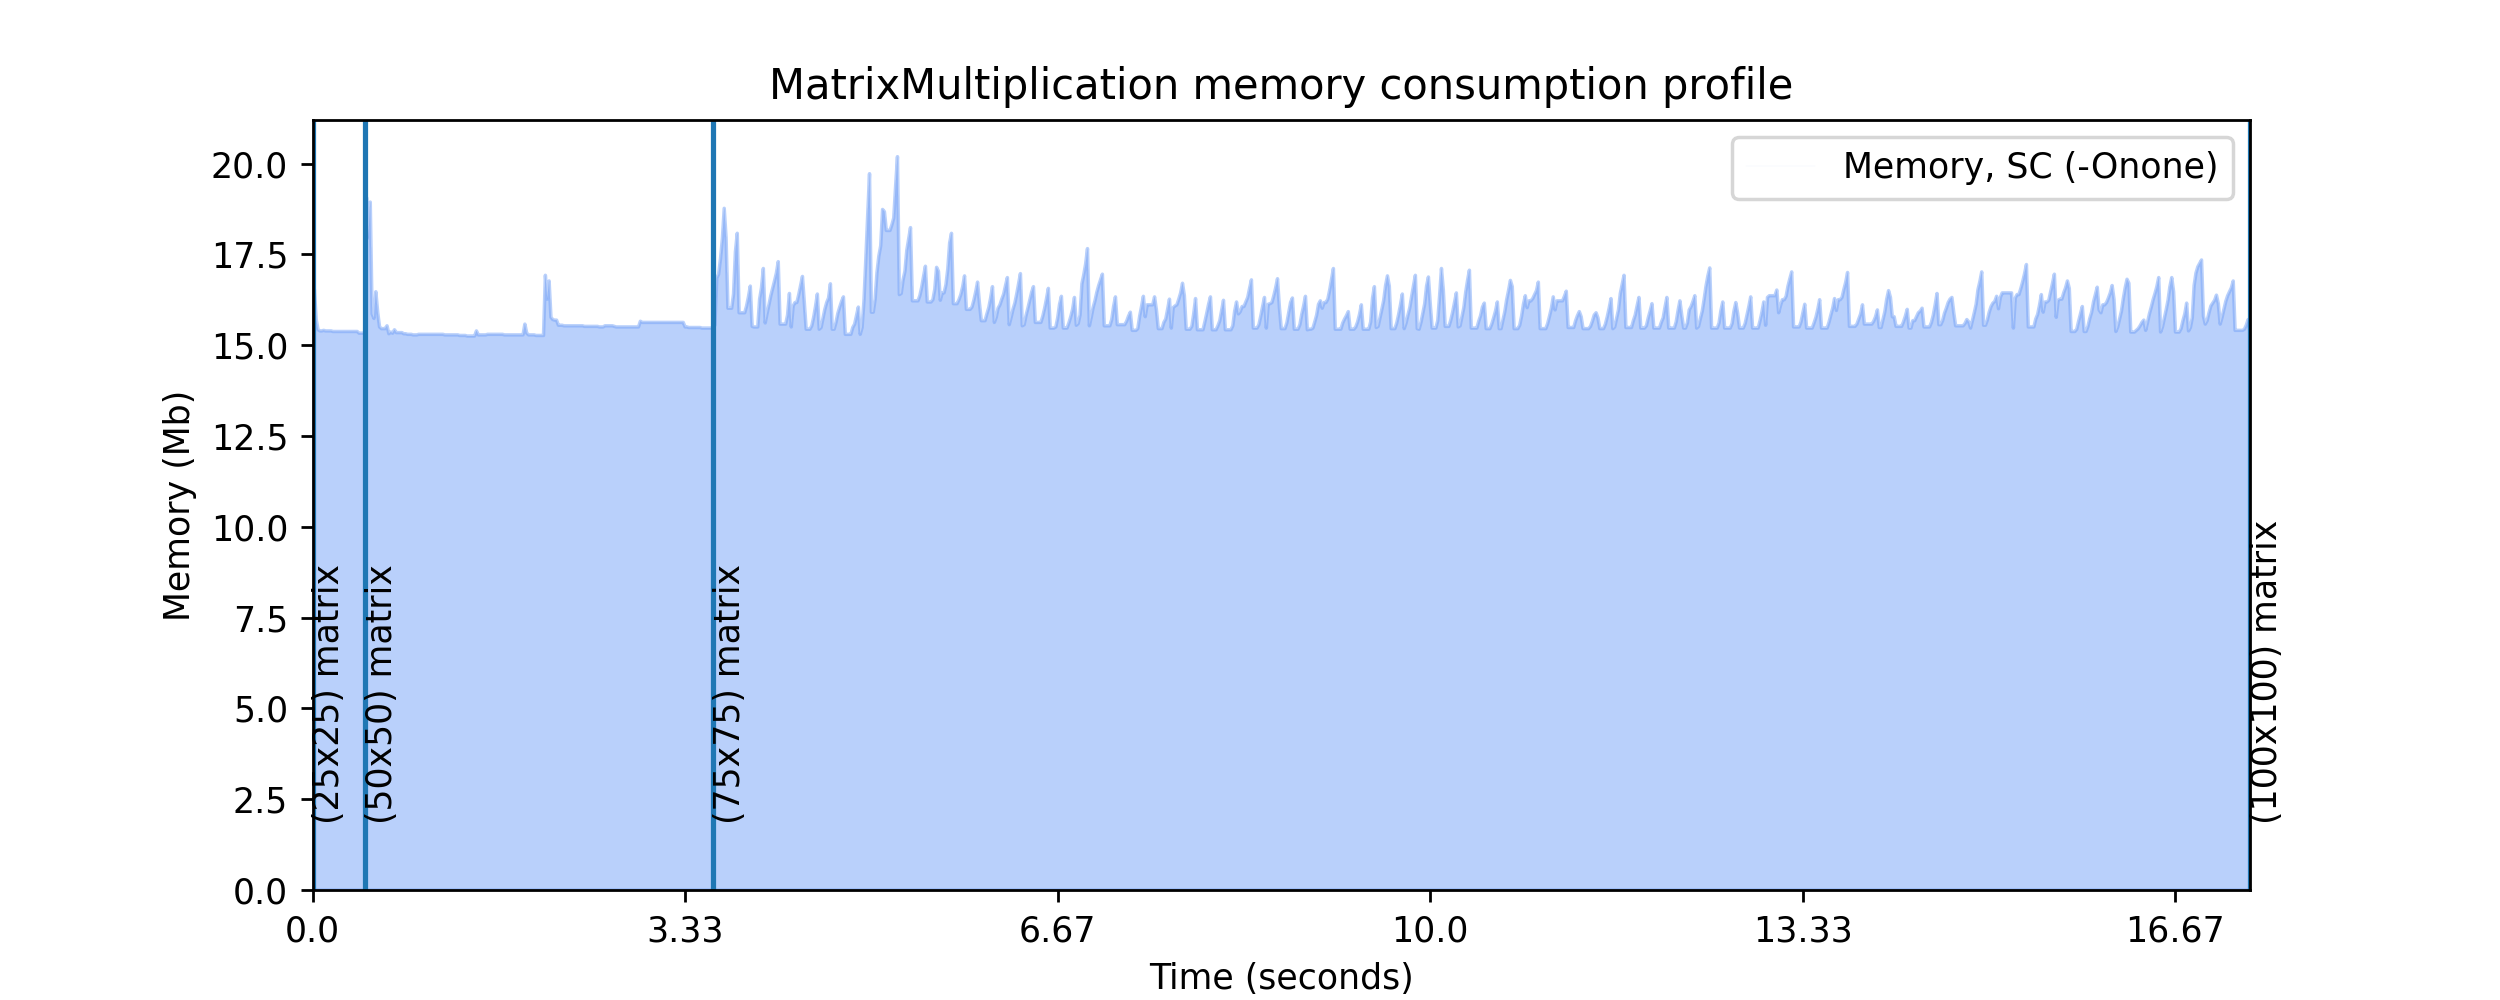 MatrixMultiplication memory consumption profile
Memory, SC (-Onone)
Memory (Mb)
20.0
17.5
15.0
12.5
10.0
7.5
5.0
2.5
0.0
(25x25) matrix
(50x50) matrix
(75x75) matrix
(100x100) matrix
0.0 3.33 6.67 10.0 13.33 16.67
Time (seconds)